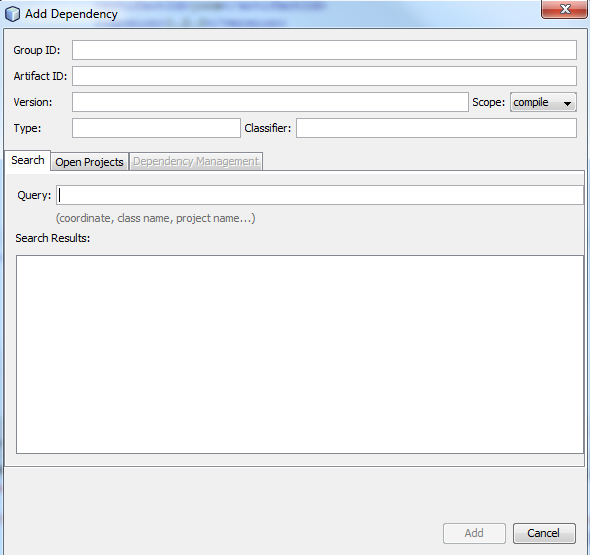 Add Dependency
Group ID:
Artifact ID:
Version: Scope: compile
Type: Classifier:
Search Open Projects Dependency Management
Query:
(coordinate, class name, project name...)
Search Results:
Add Cancel